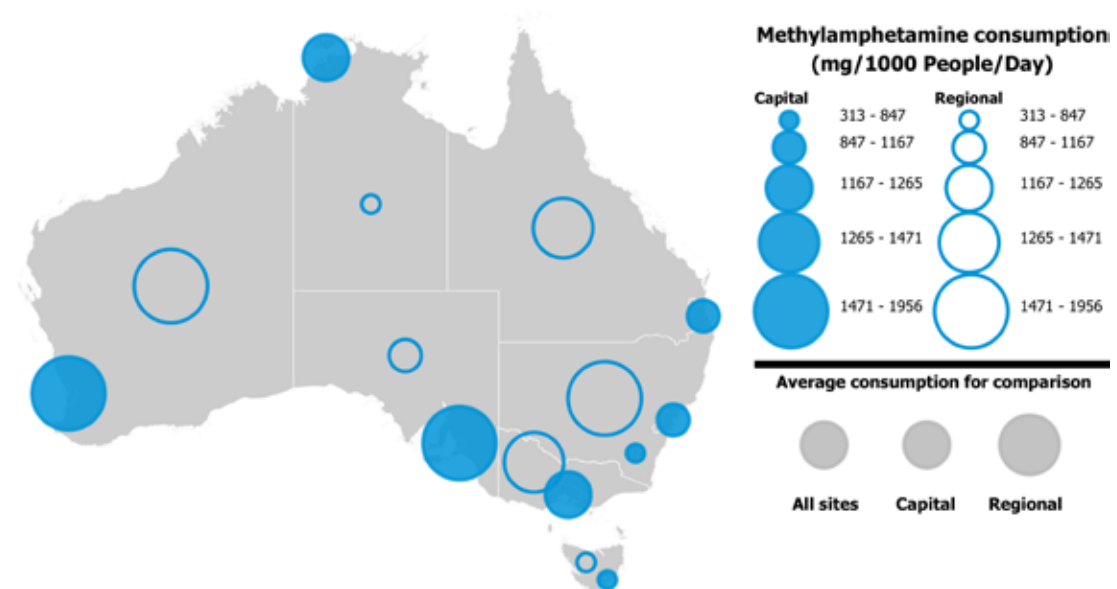 Methylamphetamine consumption
(mg/1000 People/Day)
Capital Regional
313 - 847 313 - 847
847 - 1167 847 - 1167
1167 - 1265 1167 - 1265
1265 - 1471 1265 - 1471
1471 - 1956 1471 - 1956
Average consumption for comparison
All sites Capital Regional